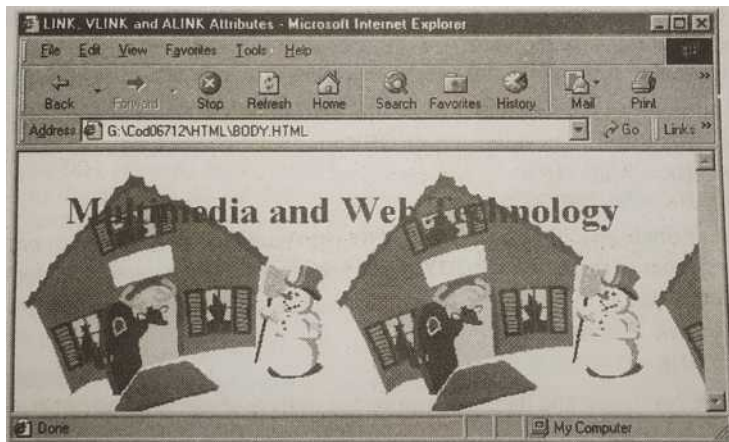 LINK, VLINK and ALINK Attributes - Microsoft Internet Explorer
File Edit View Favorites Tools Help
Back Forward Stop Refresh Home Search Favorites History Mail Print »
Address G:\Cod06712\HTML\BODY.HTML Go Links »
Multimedia and Web Technology
Done My Computer